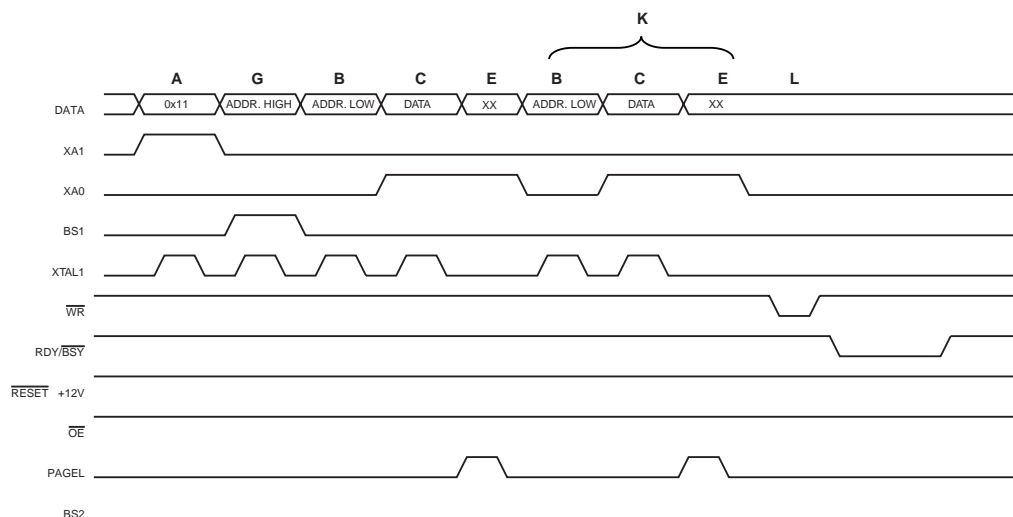 K
A G B C E B C E L
DATA 0x11 ADDR. HIGH ADDR. LOW DATA XX ADDR. LOW DATA XX
XA1
XA0
BS1
XTAL1
WR
RDY/BSY
RESET +12V
OE
PAGEL
BS2